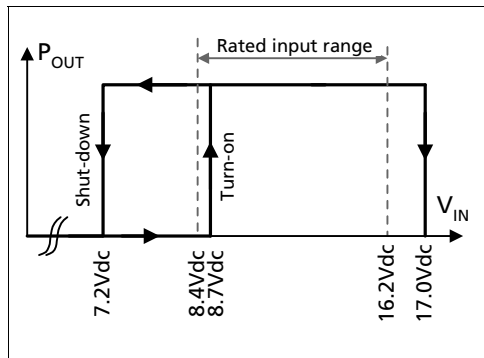 Rated input range
P_OUT
Shut-down
Turn-on
V_IN
7.2Vdc
8.4Vdc
8.7Vdc
16.2Vdc
17.0Vdc